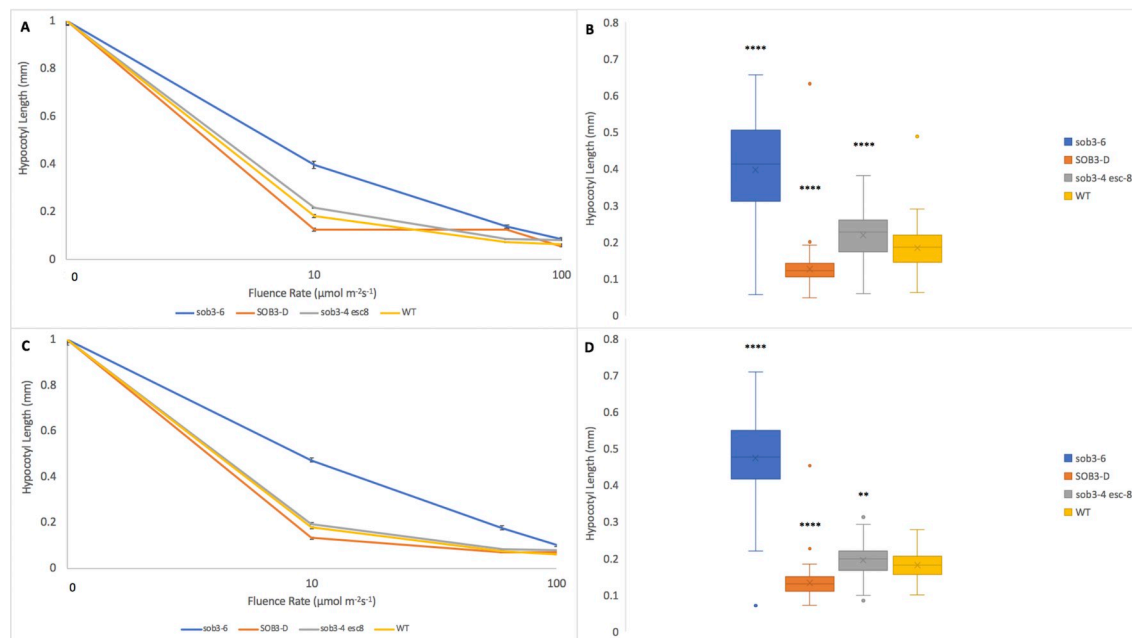 A
Hypocotyl Length (mm)
1
0.8
0.6
0.4
0.2
0
0
10
100
Fluence Rate (µmol m⁻²s⁻¹)
sob3-6 SOB3-D sob3-4 esc8 WT
B
Hypocotyl Length (mm)
0.8
0.7
0.6
0.5
0.4
0.3
0.2
0.1
0
****
****
****
sob3-6
SOB3-D
sob3-4 esc-8
WT
C
Hypocotyl Length (mm)
1
0.8
0.6
0.4
0.2
0
0
10
100
Fluence Rate (µmol m⁻²s⁻¹)
sob3-6 SOB3-D sob3-4 esc8 WT
D
Hypocotyl Length (mm)
0.8
0.7
0.6
0.5
0.4
0.3
0.2
0.1
0
****
****
**
sob3-6
SOB3-D
sob3-4 esc-8
WT